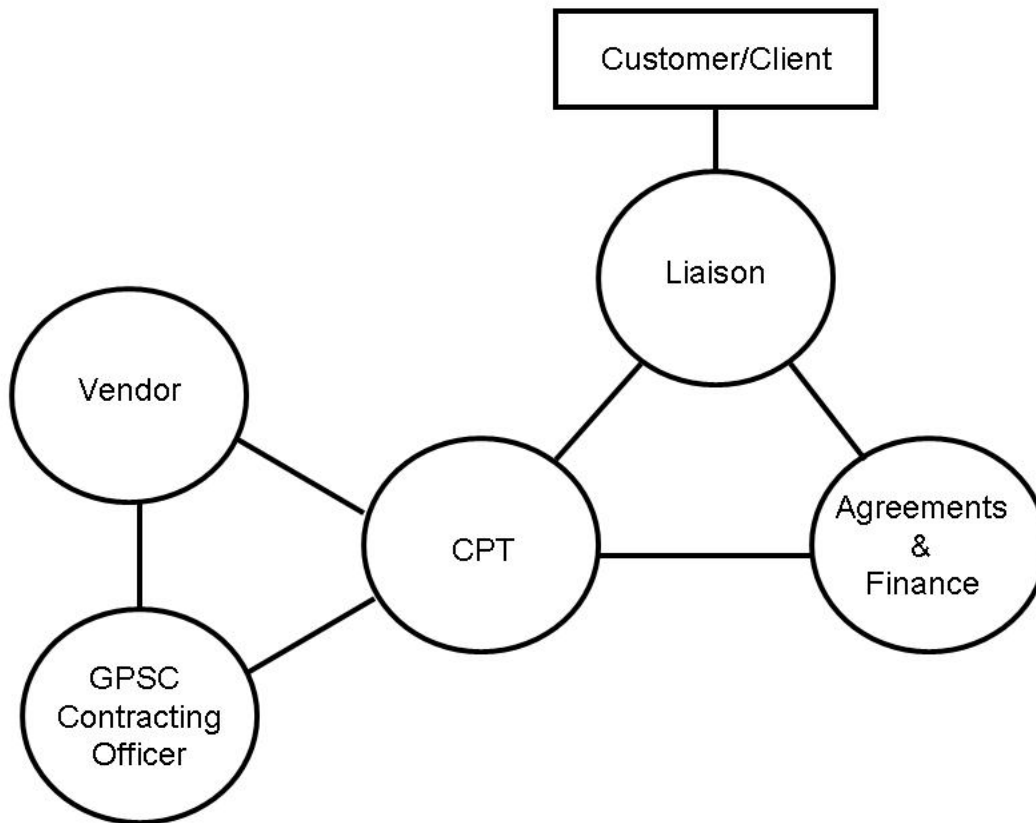 Customer/Client
Liaison
Vendor
CPT
Agreements
&
Finance
GPSC
Contracting
Officer